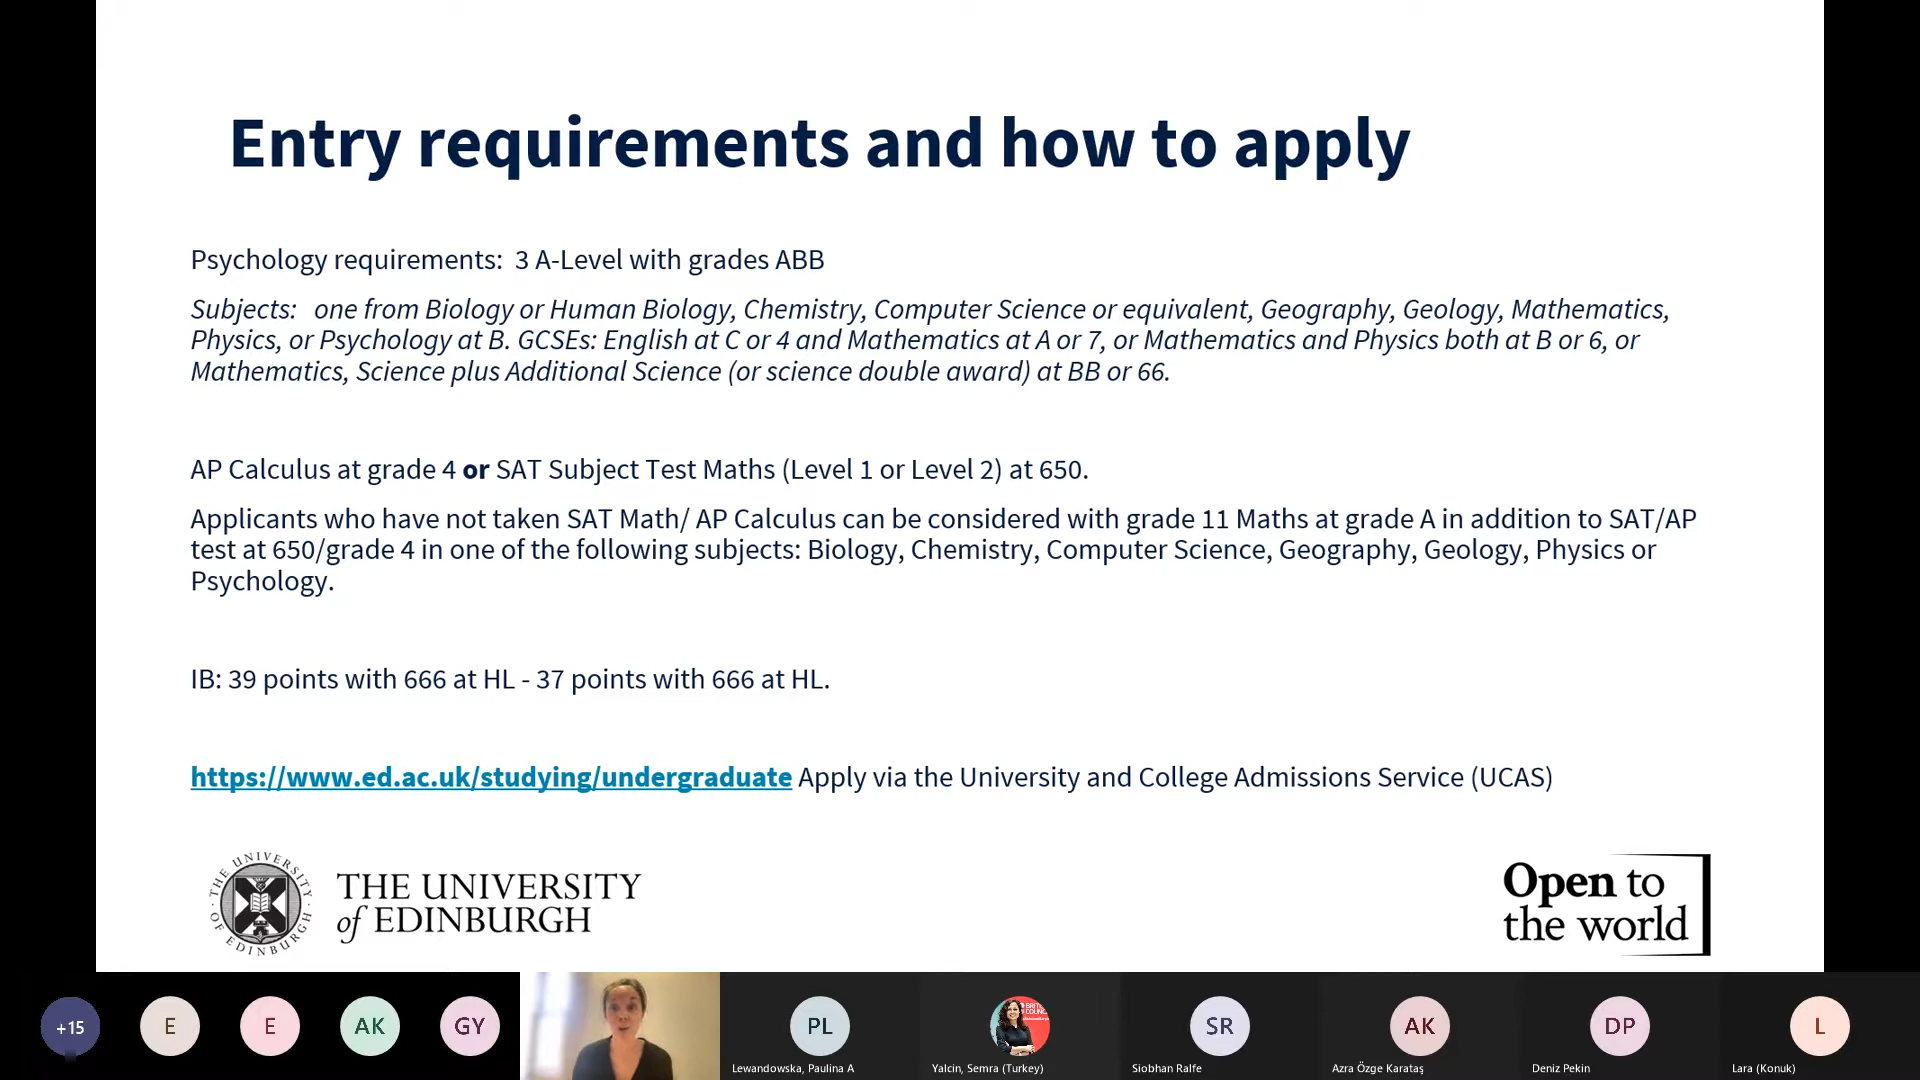 Entry requirements and how to apply
Psychology requirements:  3 A-Level with grades ABB
Subjects:   one from Biology or Human Biology, Chemistry, Computer Science or equivalent, Geography, Geology, Mathematics,
Physics, or Psychology at B. GCSEs: English at C or 4 and Mathematics at A or 7, or Mathematics and Physics both at B or 6, or
Mathematics, Science plus Additional Science (or science double award) at BB or 66.
AP Calculus at grade 4 or SAT Subject Test Maths (Level 1 or Level 2) at 650.
Applicants who have not taken SAT Math/ AP Calculus can be considered with grade 11 Maths at grade A in addition to SAT/AP
test at 650/grade 4 in one of the following subjects: Biology, Chemistry, Computer Science, Geography, Geology, Physics or
Psychology.
IB: 39 points with 666 at HL - 37 points with 666 at HL.
https://www.ed.ac.uk/studying/undergraduate Apply via the University and College Admissions Service (UCAS)
THE UNIVERSITY OF EDINBURGH
THE UNIVERSITY
of EDINBURGH
Open to
the world
+15
E
E
AK
GY
PL
SR
AK
DP
L
Lewandowska, Paulina A
Yalcin, Semra (Turkey)
Siobhan Ralfe
Azra Özge Karataş
Deniz Pekin
Lara (Konuk)